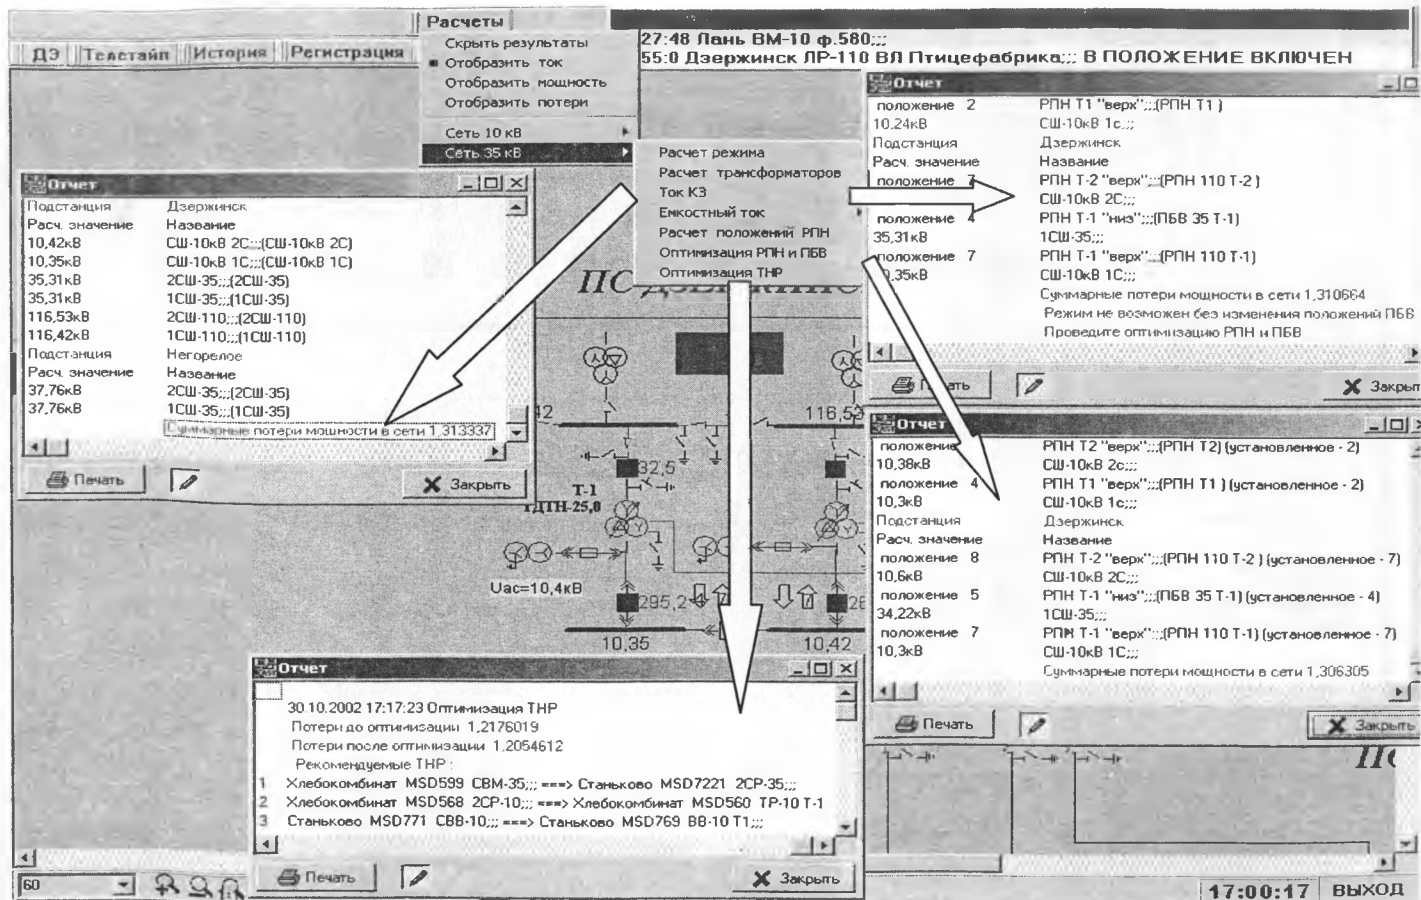 Расчеты
ДЭ Телетайп История Регистрация
Скрыть результаты
Отобразить ток
Отобразить мощность
Отобразить потери
Сеть 10 кВ
Сеть 35 кВ
27:48 Лань ВМ-10 ф.580;;;
55:0 Дзержинск ЛР-110 ВЛ Птицефабрика;;; В ПОЛОЖЕНИЕ ВКЛЮЧЕН
Расчет режима
Расчет трансформаторов
Ток КЗ
Емкостный ток
Расчет положений РПН
Оптимизация РПН и ПБВ
Оптимизация ТНР
Отчет
Подстанция Дзержинск
Расч. значение Название
10,42кВ СШ-10кВ 2С;;;(СШ-10кВ 2С)
10,35кВ СШ-10кВ 1С;;;(СШ-10кВ 1С)
35,31кВ 2СШ-35;;;(2СШ-35)
35,31кВ 1СШ-35;;;(1СШ-35)
116,53кВ 2СШ-110;;;(2СШ-110)
116,42кВ 1СШ-110;;;(1СШ-110)
Подстанция Негорелое
Расч. значение Название
37,76кВ 2СШ-35;;;(2СШ-35)
37,76кВ 1СШ-35;;;(1СШ-35)
Суммарные потери мощности в сети 1,313337
Печать
Закрыть
Отчет
положение 2 РПН Т1 "верх";;;(РПН Т1 )
10,24кВ СШ-10кВ 1с;;;
Подстанция Дзержинск
Расч. значение Название
положение 7 РПН Т-2 "верх";;;(РПН 110 Т-2 )
СШ-10кВ 2С;;;
положение 4 РПН Т-1 "низ";;;(ПБВ 35 Т-1)
35,31кВ 1СШ-35;;;
положение 7 РПН Т-1 "верх";;;(РПН 110 Т-1)
0,35кВ СШ-10кВ 1С;;;
Суммарные потери мощности в сети 1,310664
Режим не возможен без изменения положений ПБВ
Проведите оптимизацию РПН и ПБВ
Печать
Закрыт
Отчет
положение РПН Т2 "верх";;;(РПН Т2) (установленное - 2)
10,38кВ СШ-10кВ 2с;;;
положение 4 РПН Т1 "верх";;;(РПН Т1 ) (установленное - 2)
10,3кВ СШ-10кВ 1с;;;
Подстанция Дзержинск
Расч. значение Название
положение 8 РПН Т-2 "верх";;;(РПН 110 Т-2 ) (установленное - 7)
10,6кВ СШ-10кВ 2С;;;
положение 5 РПН Т-1 "низ";;;(ПБВ 35 Т-1) (установленное - 4)
34,22кВ 1СШ-35;;;
положение 7 РПН Т-1 "верх";;;(РПН 110 Т-1) (установленное - 7)
10,3кВ СШ-10кВ 1С;;;
Суммарные потери мощности в сети 1,306305
Печать
Закрыть
42
116,53
32,5
Т-1
ТДТН-25,0
Uас=10,4кВ
295,2
10,35
10,42
Отчет
30.10.2002 17:17:23 Оптимизация ТНР
Потери до оптимизации 1,2176019
Потери после оптимизации 1,2054612
Рекомендуемые ТНР :
1 Хлебокомбинат MSD599 СВМ-35;;; ===> Станьково MSD7221 2СР-35;;;
2 Хлебокомбинат MSD568 2СР-10;;; ===> Хлебокомбинат MSD560 ТР-10 Т-1
3 Станьково MSD771 СВВ-10;;; ===> Станьково MSD769 ВВ-10 Т1;;;
Печать
Закрыть
60
17:00:17 ВЫХОД